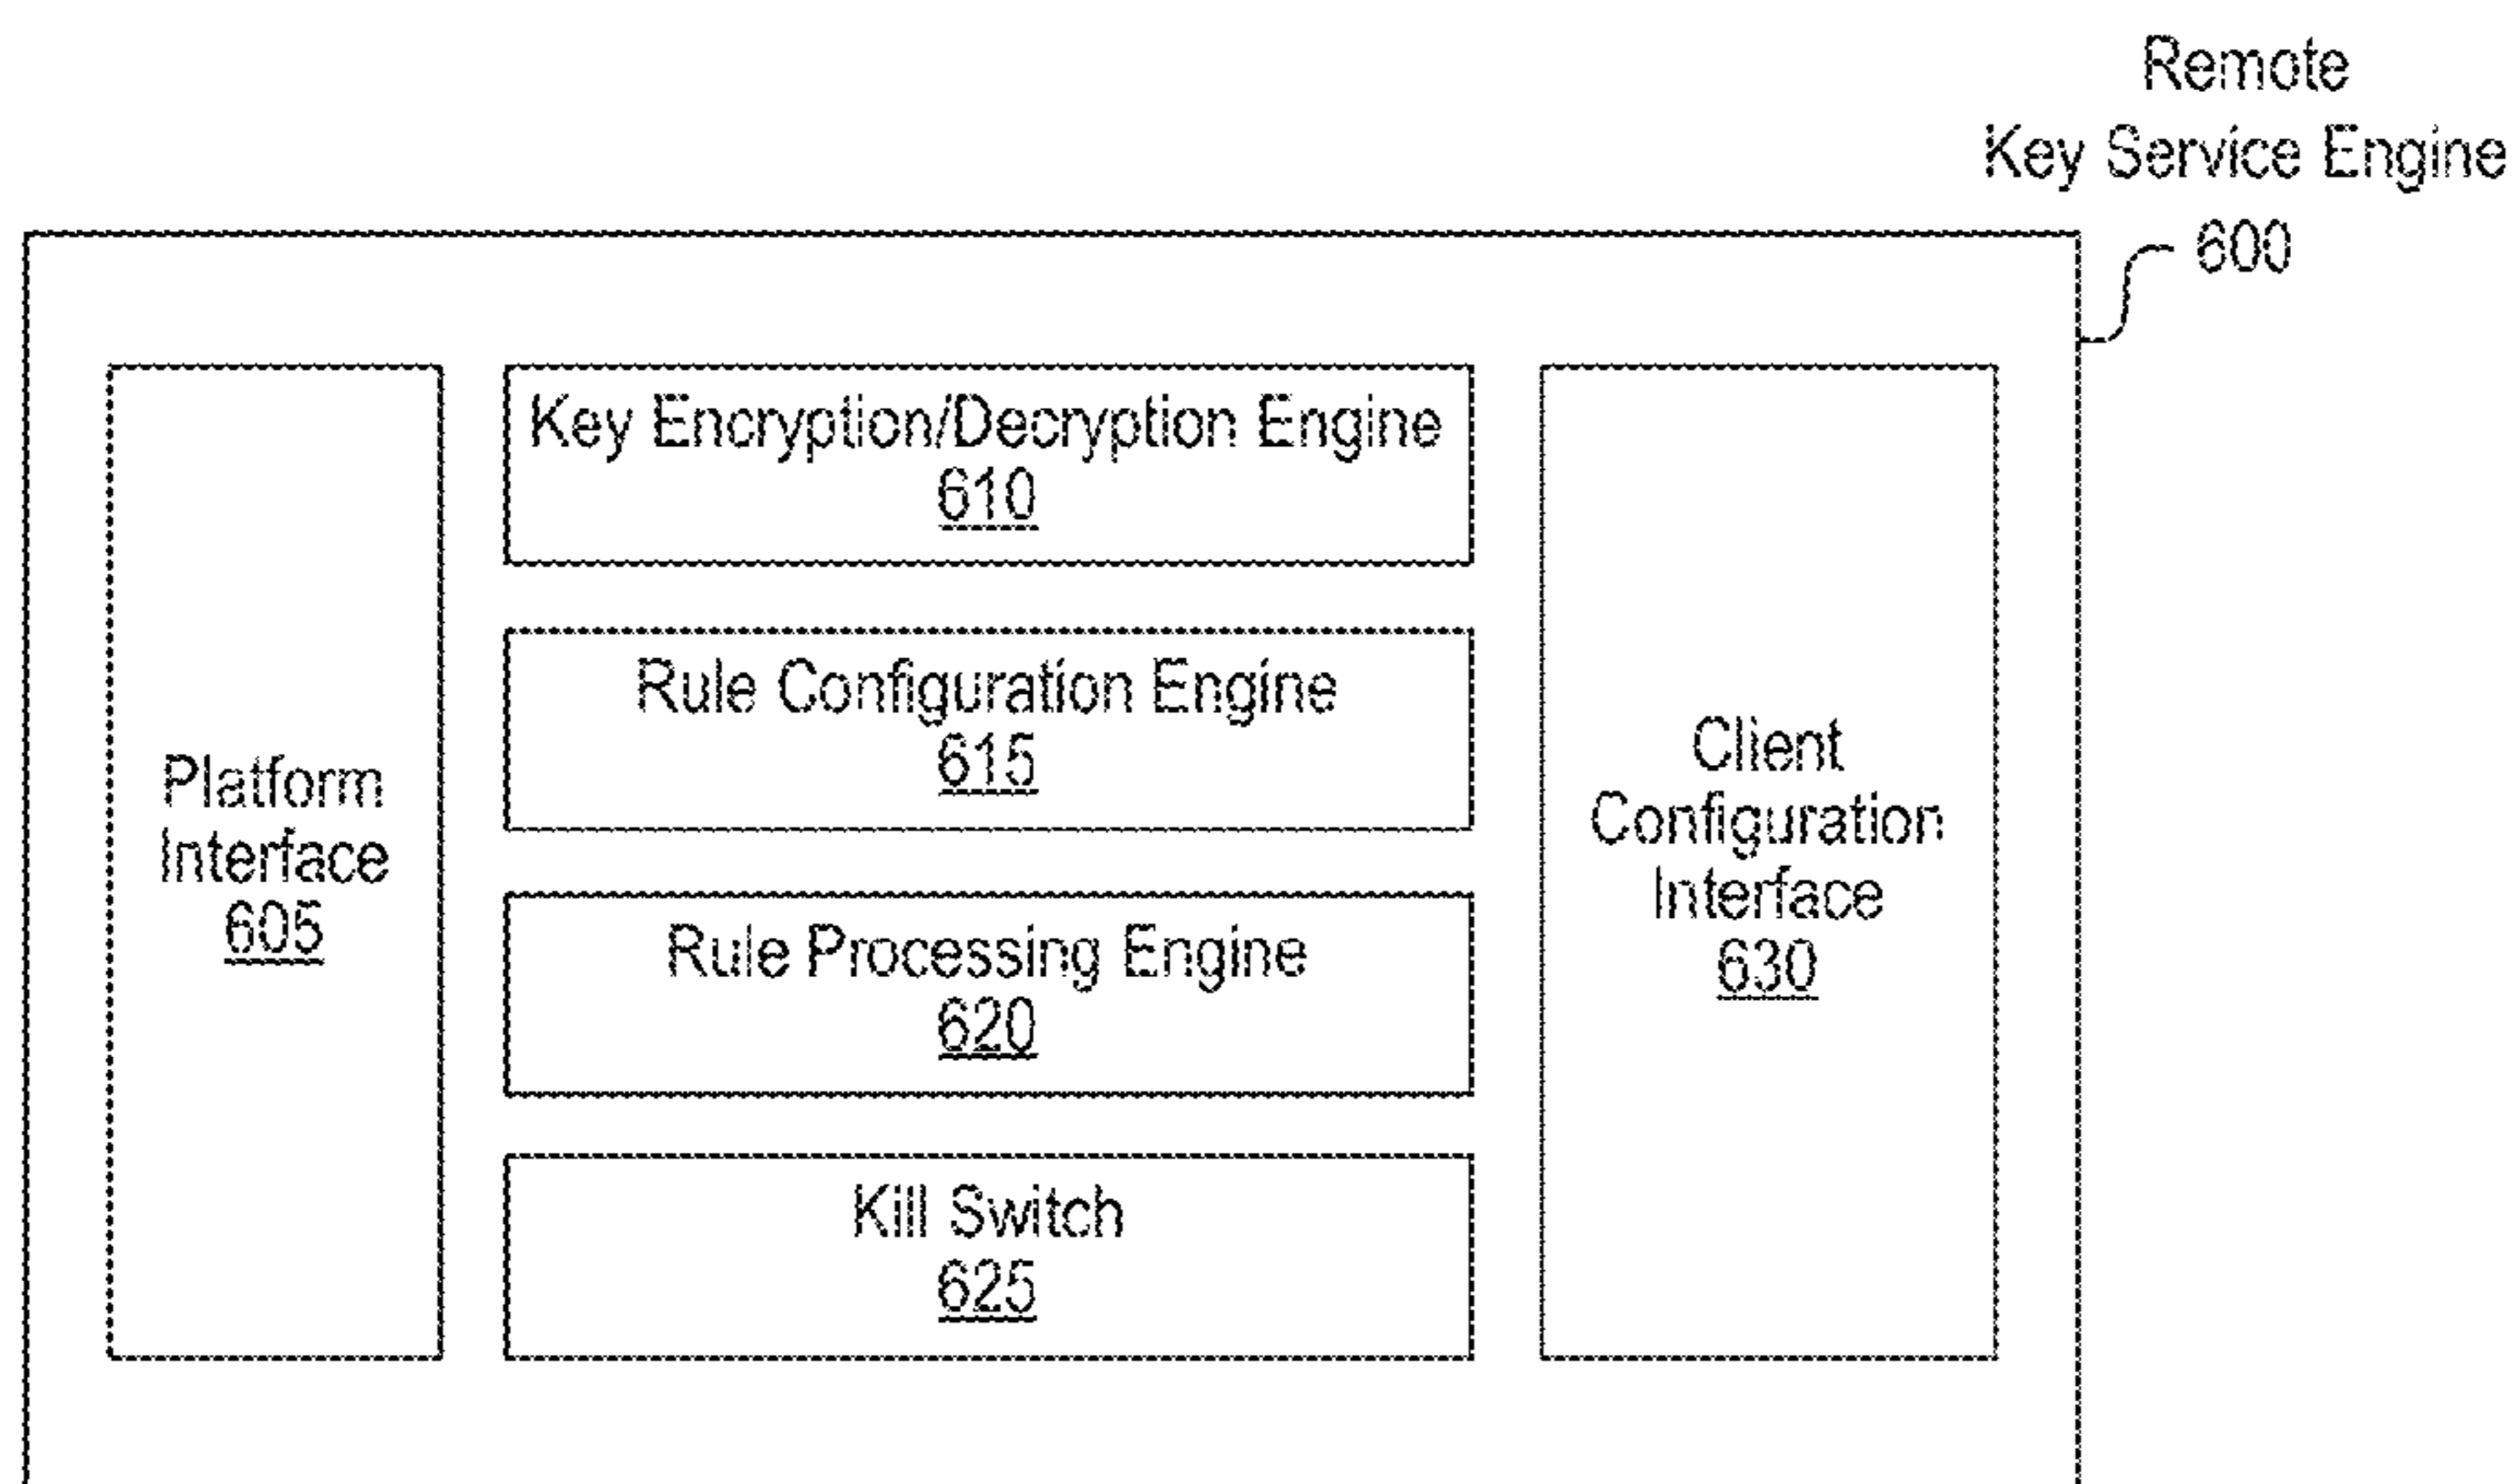 Remote
Key Service Engine
600
Key Encryption/Decryption Engine
610
Rule Configuration Engine
615
Rule Processing Engine
620
Kill Switch
625
Platform
Interface
605
Client
Configuration
Interface
630